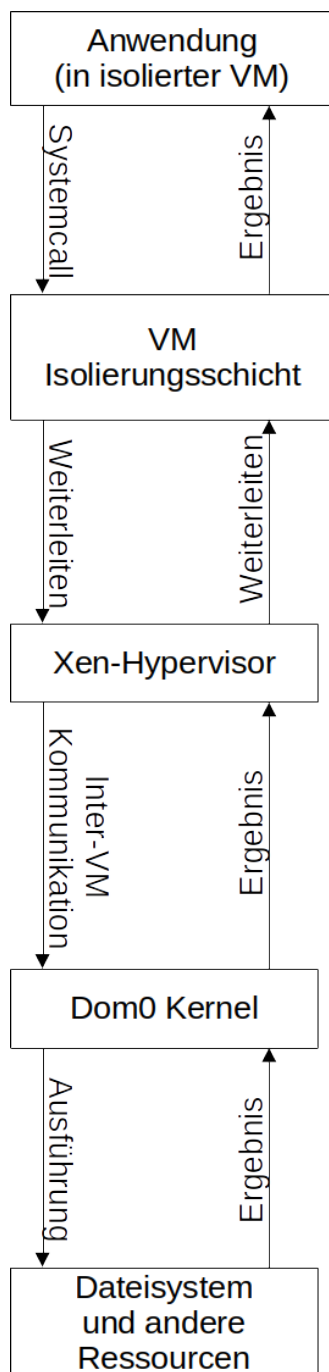 Anwendung
(in isolierter VM)
Systemcall
Ergebnis
VM
Isolierungsschicht
Weiterleiten
Weiterleiten
Xen-Hypervisor
Inter-VM
Kommunikation
Ergebnis
Dom0 Kernel
Ausführung
Ergebnis
Dateisystem
und andere
Ressourcen